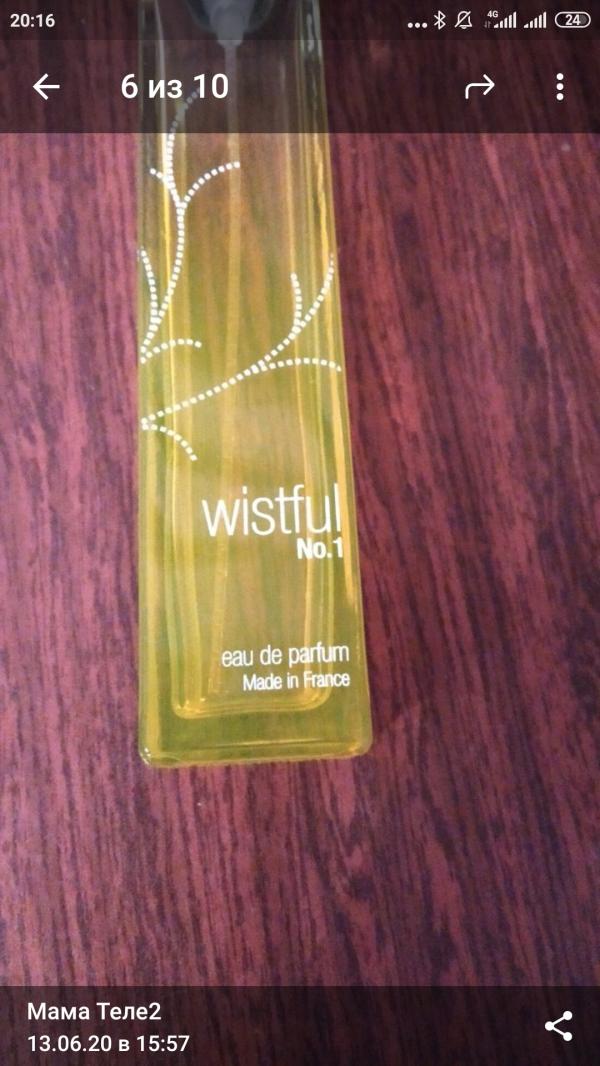 20:16
4G
24
6 из 10
wistful
No.1
eau de parfum
Made in France
Мама Теле2
13.06.20 в 15:57